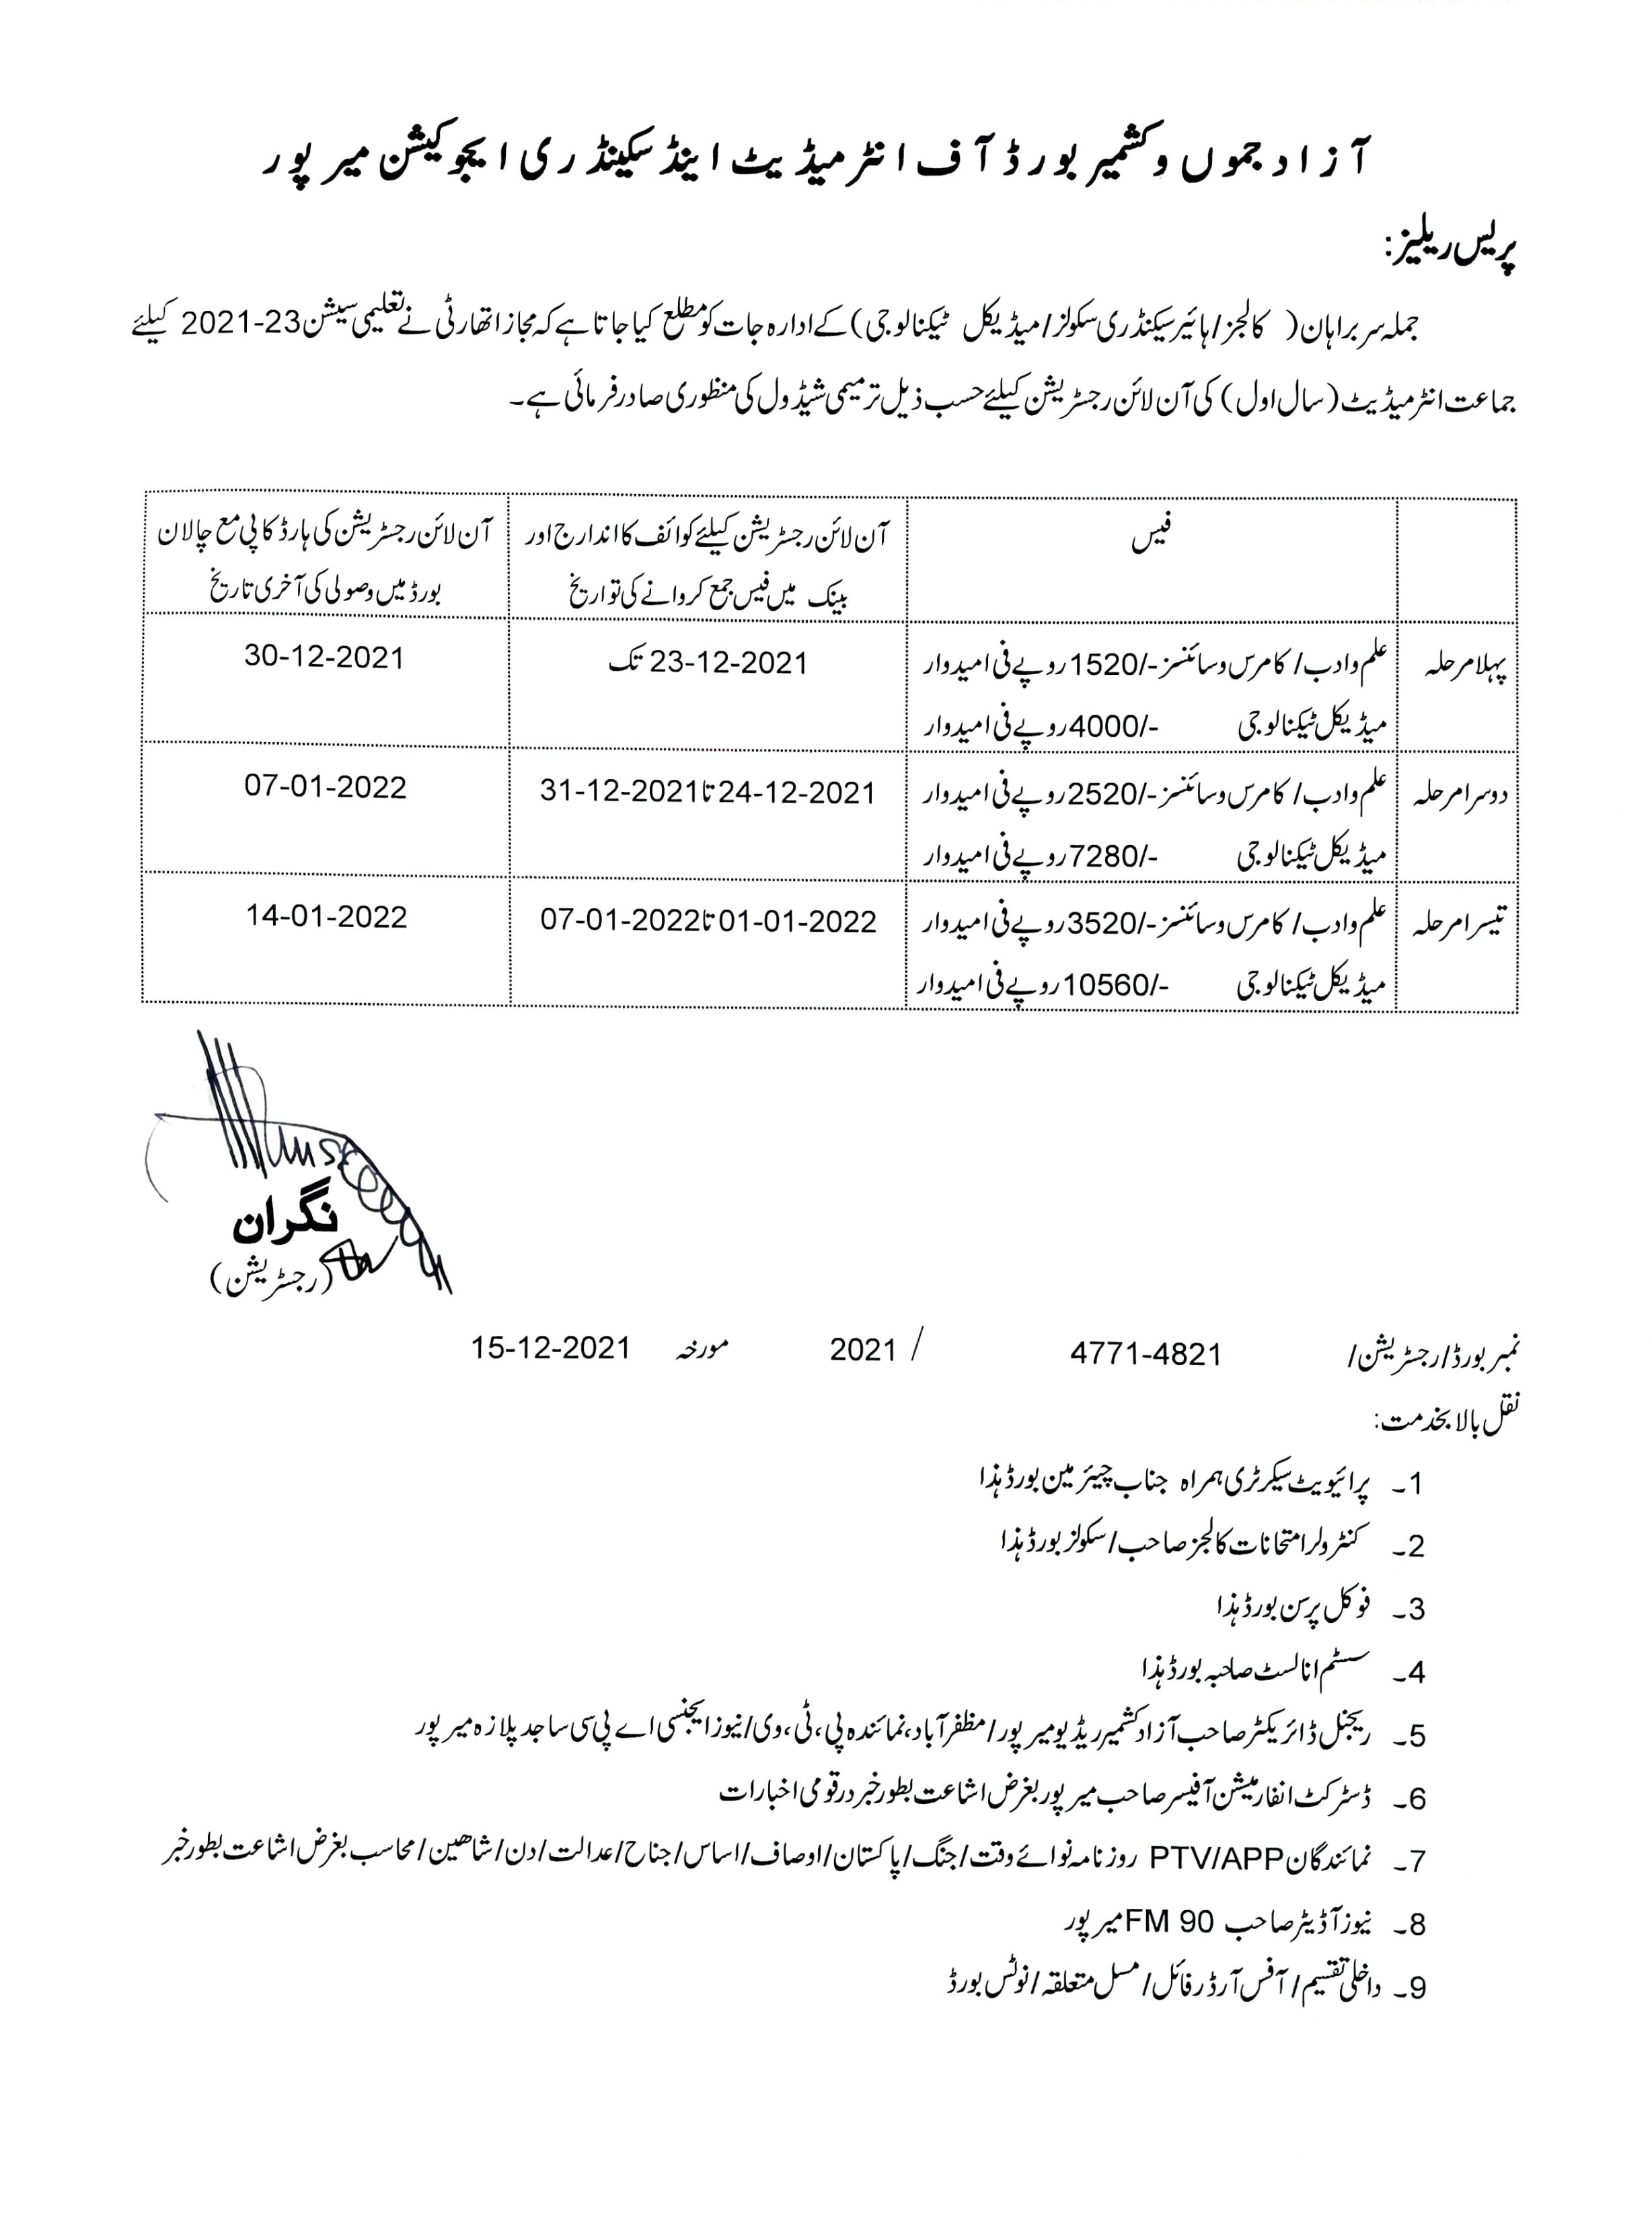 آزاد جموں و کشمیر بورڈ آف انٹرمیڈیٹ اینڈ سکینڈری ایجوکیشن میرپور
پریس ریلیز:
جملہ سربراہان ( کالجز/ہائیر سیکنڈری سکولز/میڈیکل ٹیکنالوجی) کے ادارہ جات کو مطلع کیا جاتا ہے کہ مجاز اتھارٹی نے تعلیمی سیشن 2021-23 کیلئے
جماعت انٹرمیڈیٹ (سال اول) کی آن لائن رجسٹریشن کیلئے حسب ذیل ترمیمی شیڈول کی منظوری صادر فرمائی ہے۔
فیس
آن لائن رجسٹریشن کیلئے کوائف کا اندارج اور
بینک میں فیس جمع کروانے کی تواریخ
آن لائن رجسٹریشن کی ہارڈ کاپی مع چالان
بورڈ میں وصولی کی آخری تاریخ
پہلا مرحلہ
علم و ادب/ کامرس و سائنسز -/1520 روپے فی امیدوار
میڈیکل ٹیکنالوجی -/4000 روپے فی امیدوار
23-12-2021 تک
30-12-2021
دوسرا مرحلہ
علم و ادب/ کامرس و سائنسز -/2520 روپے فی امیدوار
میڈیکل ٹیکنالوجی -/7280 روپے فی امیدوار
24-12-2021 تا 31-12-2021
07-01-2022
تیسرا مرحلہ
علم و ادب/ کامرس و سائنسز -/3520 روپے فی امیدوار
میڈیکل ٹیکنالوجی -/10560 روپے فی امیدوار
01-01-2022 تا 07-01-2022
14-01-2022
نگران
(رجسٹریشن)
نمبر بورڈ/رجسٹریشن/ 4771-4821 / 2021 مورخہ 15-12-2021
نقل بالا بخدمت:
1۔ پرائیویٹ سیکرٹری ہمراہ جناب چیئرمین بورڈ ہذا
2۔ کنٹرولر امتحانات کالجز صاحب/سکولز بورڈ ہذا
3۔ فوکل پرسن بورڈ ہذا
4۔ سسٹم انالسٹ صاحبہ بورڈ ہذا
5۔ ریجنل ڈائریکٹر صاحب آزاد کشمیر ریڈیو میرپور/مظفرآباد، نمائندہ پی،ٹی،وی/نیوز ایجنسی اے پی سی ساجد پلازہ میرپور
6۔ ڈسٹرکٹ انفارمیشن آفیسر صاحب میرپور بغرض اشاعت بطور خبر در قومی اخبارات
7۔ نمائندگان PTV/APP روزنامہ نوائے وقت/جنگ/پاکستان/اوصاف/اساس/جناح/عدالت/دن/شاھین/محاسب بغرض اشاعت بطور خبر
8۔ نیوز آڈیٹر صاحب FM 90 میرپور
9۔ داخلی تقسیم/آفس آرڈر فائل/مسل متعلقہ/نوٹس بورڈ